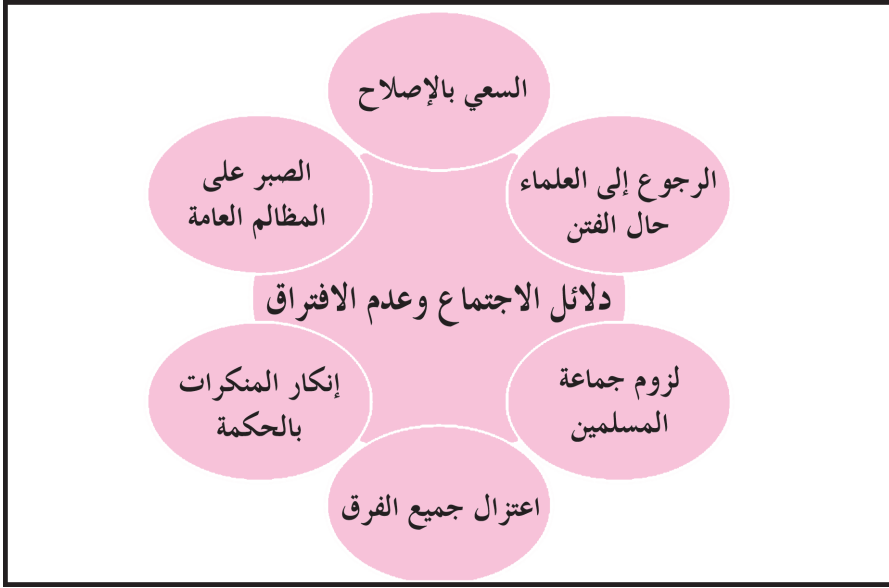 السعي بالإصلاح
الرجوع إلى العلماء
حال الفتن
الصبر على
المظالم العامة
دلائل الاجتماع وعدم الافتراق
لزوم جماعة
المسلمين
إنكار المنكرات
بالحكمة
اعتزال جميع الفرق